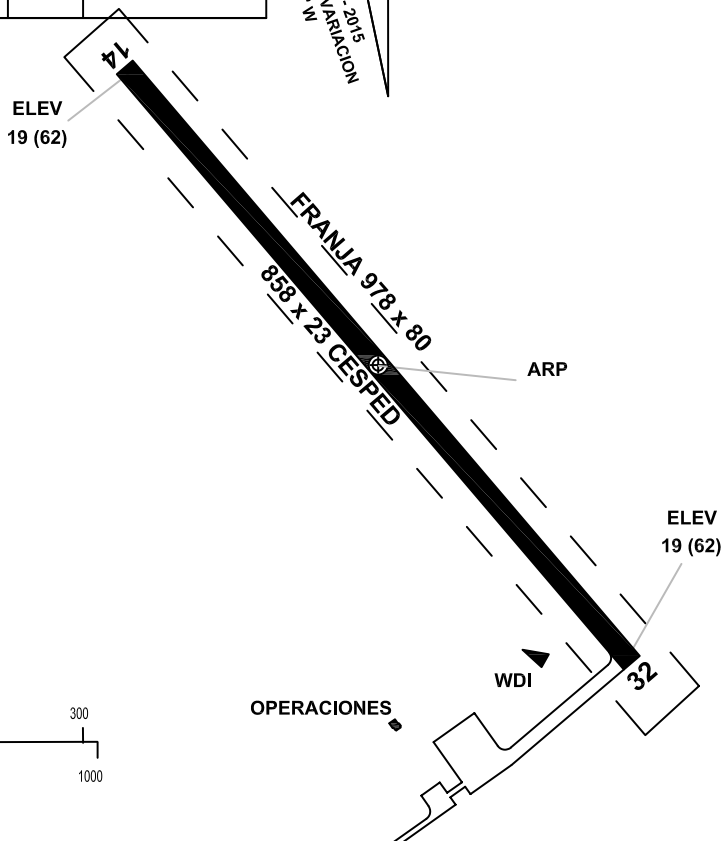 - 2015
VARIACION
W
14
ELEV
19 (62)
FRANJA 978 x 80
858 x 23 CESPED
ARP
ELEV
19 (62)
32
WDI
OPERACIONES
300
1000